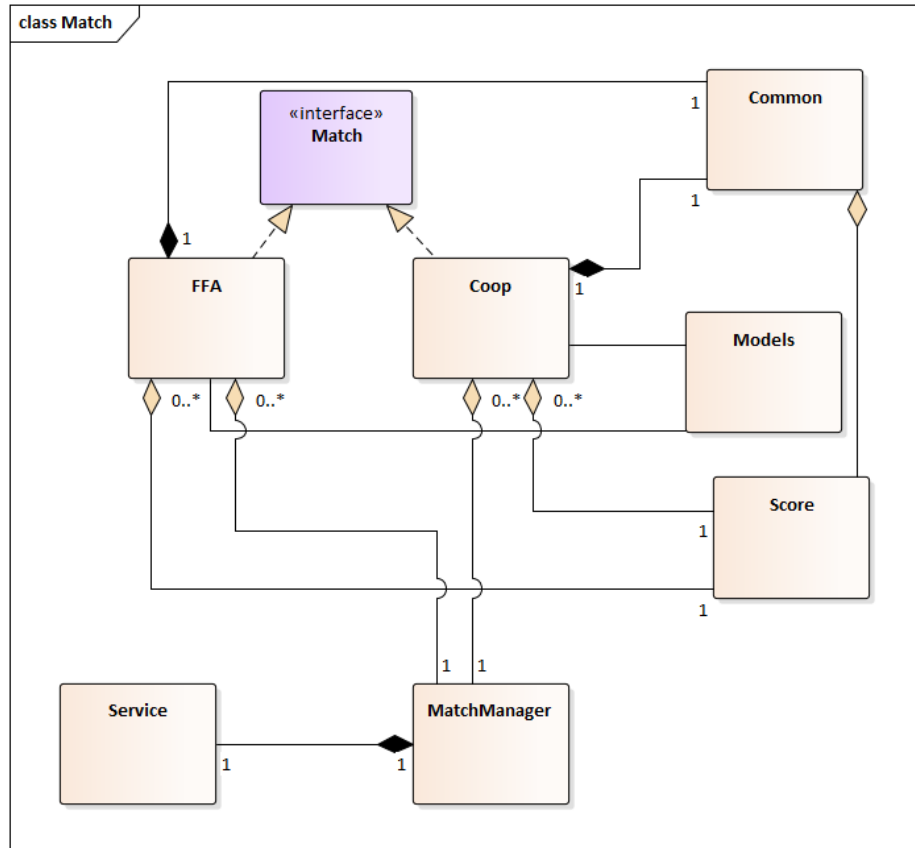 class Match
«interface»
Match
Common
1
1
1
FFA
Coop
1
Models
0..*
0..*
0..*
0..*
Score
1
1
1
1
Service
MatchManager
1
1